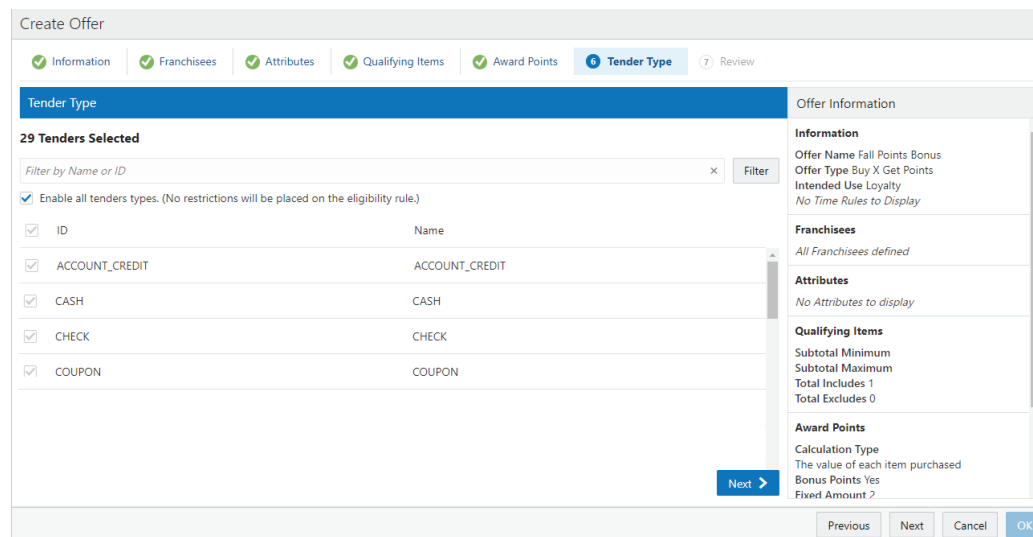 Create Offer
Information Franchisees Attributes Qualifying Items Award Points 6 Tender Type 7 Review
Tender Type
29 Tenders Selected
Filter by Name or ID × Filter
Enable all tenders types. (No restrictions will be placed on the eligibility rule.)
ID Name
ACCOUNT_CREDIT ACCOUNT_CREDIT
CASH CASH
CHECK CHECK
COUPON COUPON
Next
Offer Information
Information
Offer Name Fall Points Bonus
Offer Type Buy X Get Points
Intended Use Loyalty
No Time Rules to Display
Franchisees
All Franchisees defined
Attributes
No Attributes to display
Qualifying Items
Subtotal Minimum
Subtotal Maximum
Total Includes 1
Total Excludes 0
Award Points
Calculation Type
The value of each item purchased
Bonus Points Yes
Fixed Amount 2
Previous Next Cancel OK